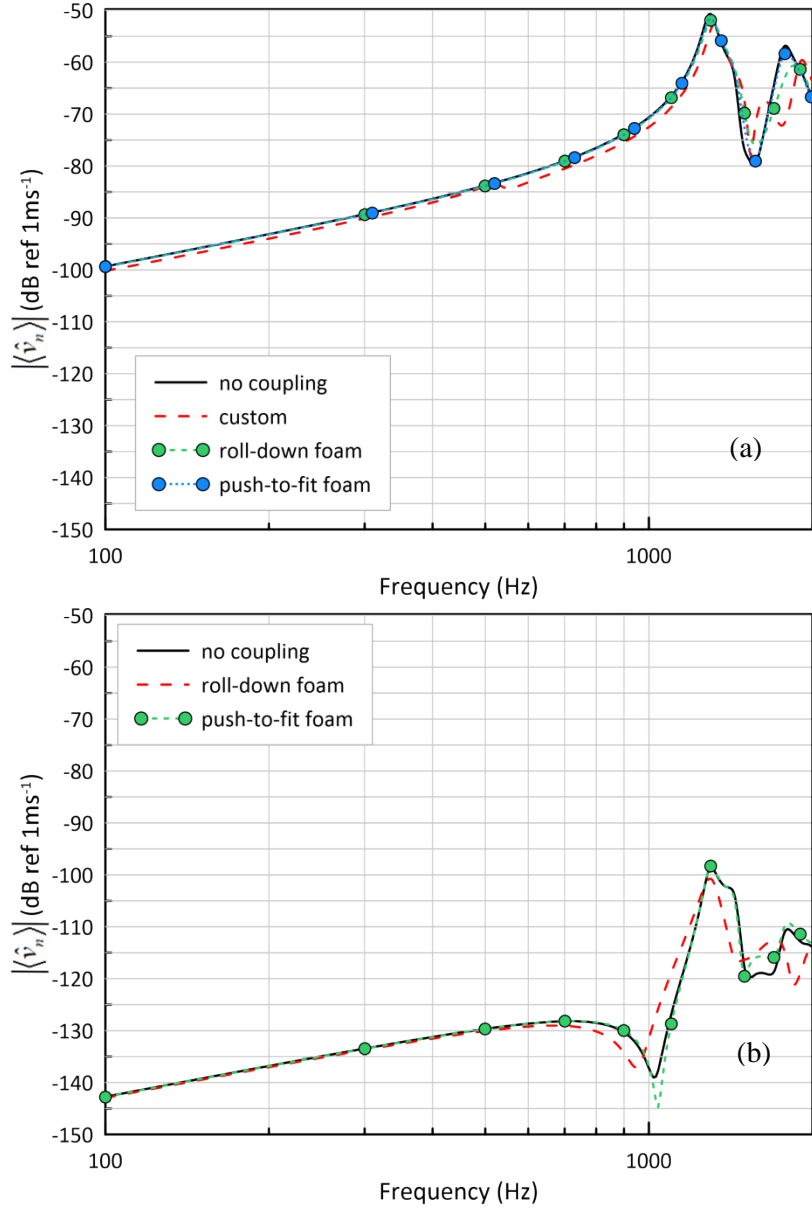 -50
-60
-70
-80
-90
-100
-110
-120
-130
-140
-150
|⟨v̂ₙ⟩| (dB ref 1ms⁻¹)
no coupling
custom
roll-down foam
push-to-fit foam
(a)
100
1000
Frequency (Hz)
-50
-60
-70
-80
-90
-100
-110
-120
-130
-140
-150
|⟨v̂ₙ⟩| (dB ref 1ms⁻¹)
no coupling
roll-down foam
push-to-fit foam
(b)
100
1000
Frequency (Hz)